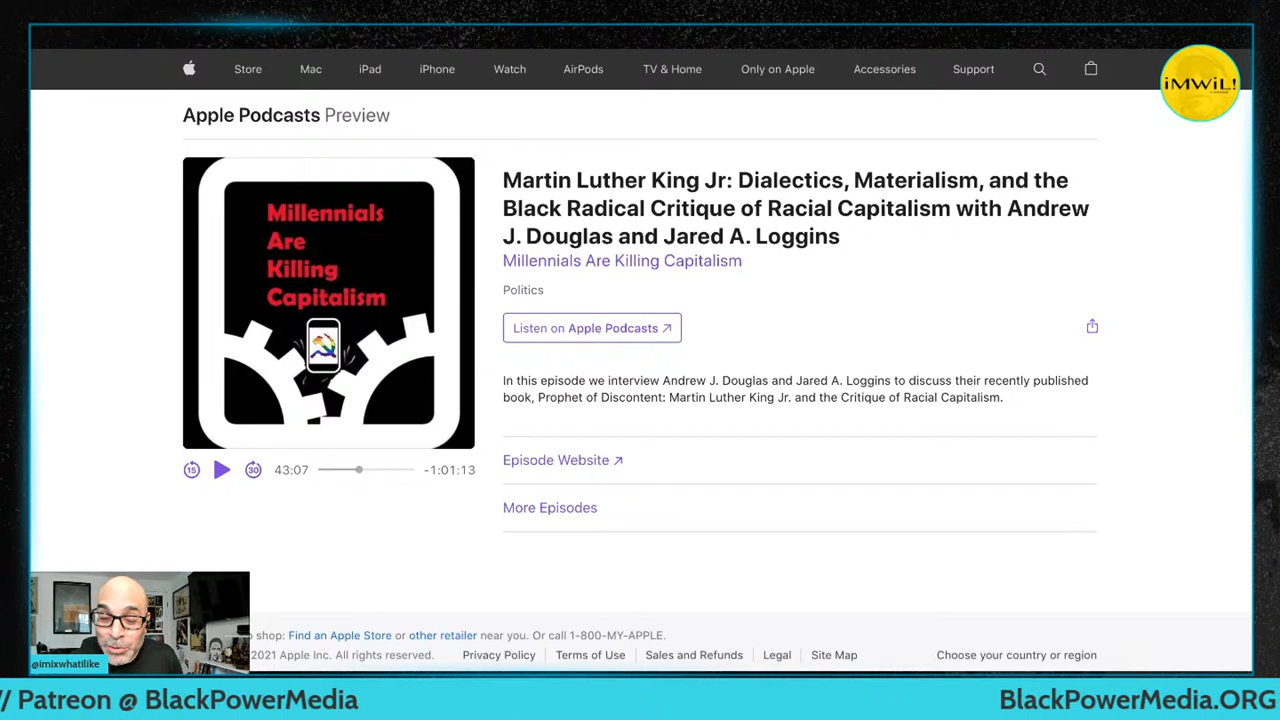 Store Mac iPad iPhone Watch AirPods TV & Home Only on Apple Accessories Support
iMWiL!
Apple Podcasts Preview
Millennials
Are
Killing
Capitalism
Martin Luther King Jr: Dialectics, Materialism, and the
Black Radical Critique of Racial Capitalism with Andrew
J. Douglas and Jared A. Loggins
Millennials Are Killing Capitalism
Politics
Listen on Apple Podcasts ↗
In this episode we interview Andrew J. Douglas and Jared A. Loggins to discuss their recently published
book, Prophet of Discontent: Martin Luther King Jr. and the Critique of Racial Capitalism.
15 30 43:07 -1:01:13
Episode Website ↗
More Episodes
shop: Find an Apple Store or other retailer near you. Or call 1-800-MY-APPLE.
2021 Apple Inc. All rights reserved. Privacy Policy Terms of Use Sales and Refunds Legal Site Map Choose your country or region
@imixwhatilike
// Patreon @ BlackPowerMedia BlackPowerMedia.ORG